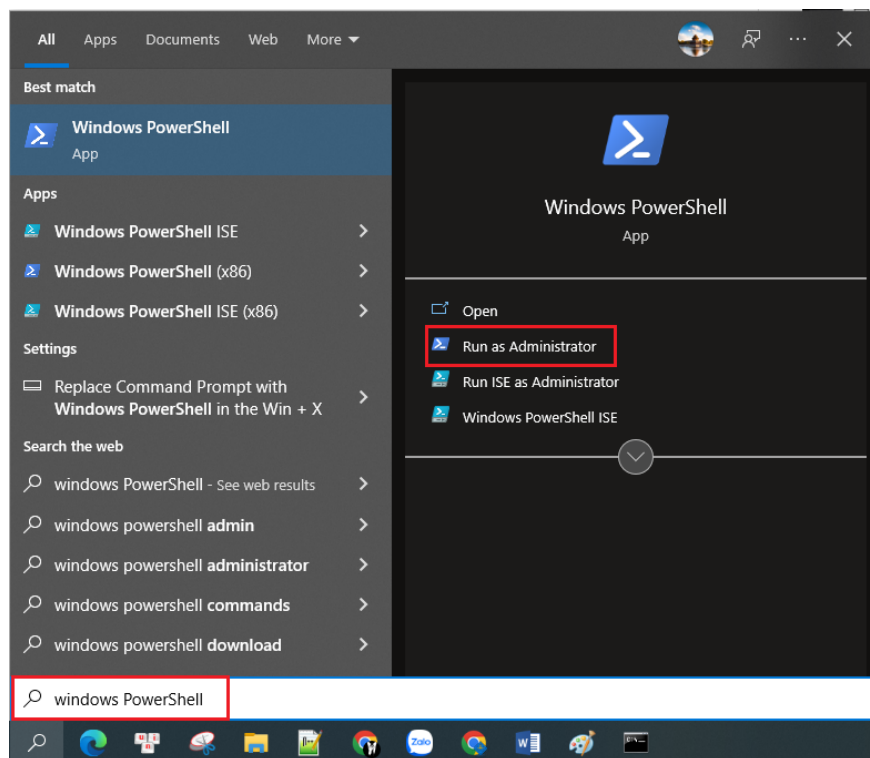 All Apps Documents Web More
Best match
Windows PowerShell
App
Apps
Windows PowerShell ISE
Windows PowerShell (x86)
Windows PowerShell ISE (x86)
Settings
Replace Command Prompt with
Windows PowerShell in the Win + X
Search the web
windows PowerShell - See web results
windows powershell admin
windows powershell administrator
windows powershell commands
windows powershell download
windows PowerShell
Windows PowerShell
App
Open
Run as Administrator
Run ISE as Administrator
Windows PowerShell ISE
Zalo